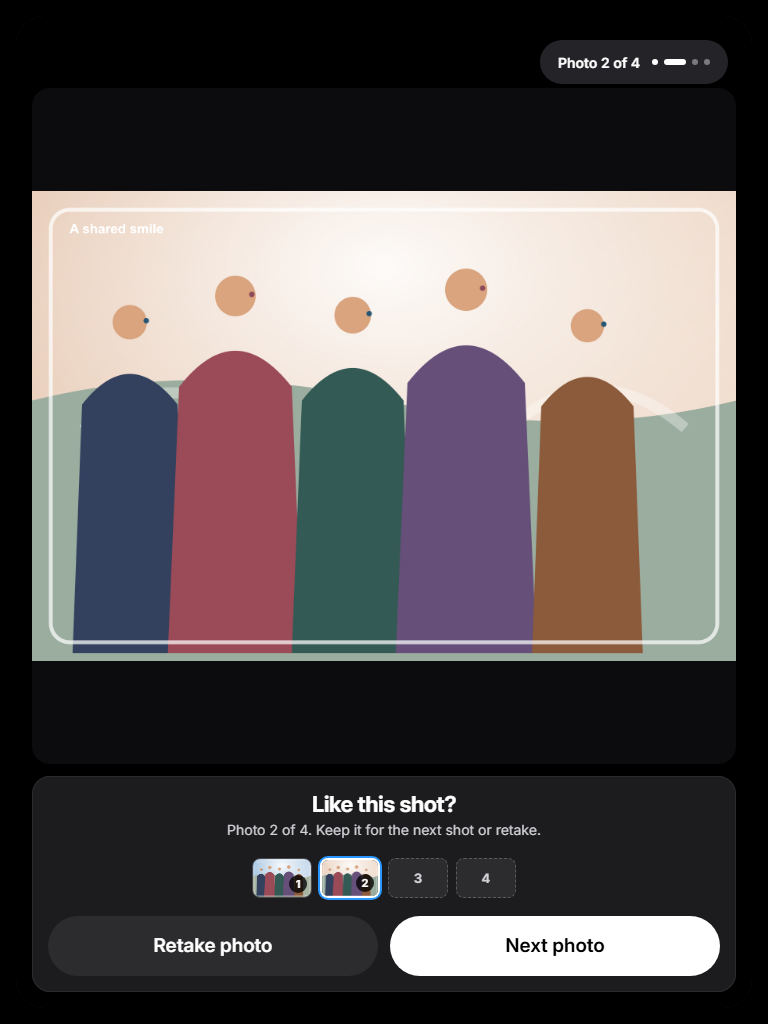 Photo 2 of 4
A shared smile
Like this shot?
Photo 2 of 4. Keep it for the next shot or retake.
1 2 3 4
Retake photo Next photo